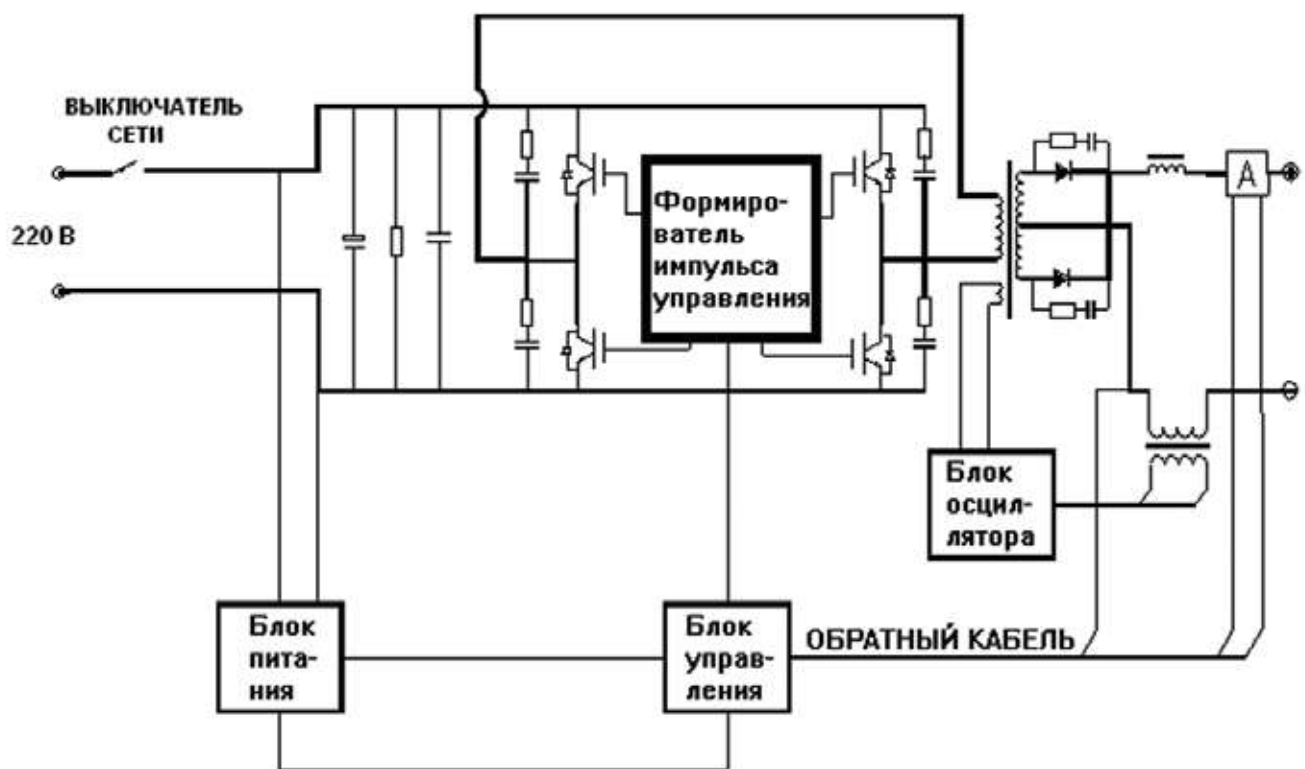 ВЫКЛЮЧАТЕЛЬ
СЕТИ
220 В
Формиро-
ватель
импульса
управления
А
Блок
осцил-
лятора
Блок
пита-
ния
Блок
управ-
ления
ОБРАТНЫЙ КАБЕЛЬ